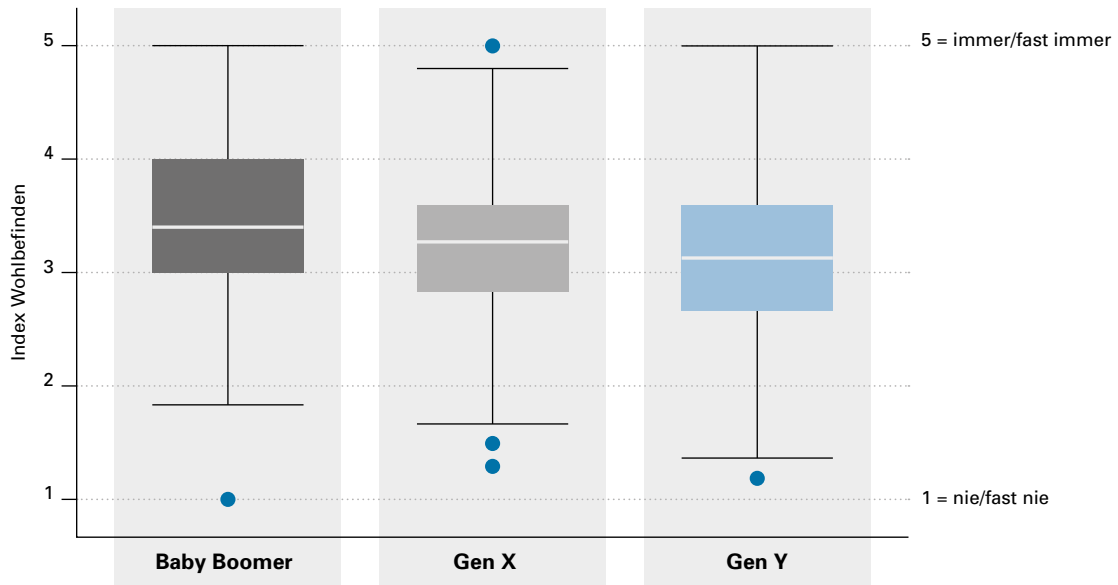 5
5 = immer/fast immer
4
3
2
1
1 = nie/fast nie
Index Wohlbefinden
Baby Boomer
Gen X
Gen Y